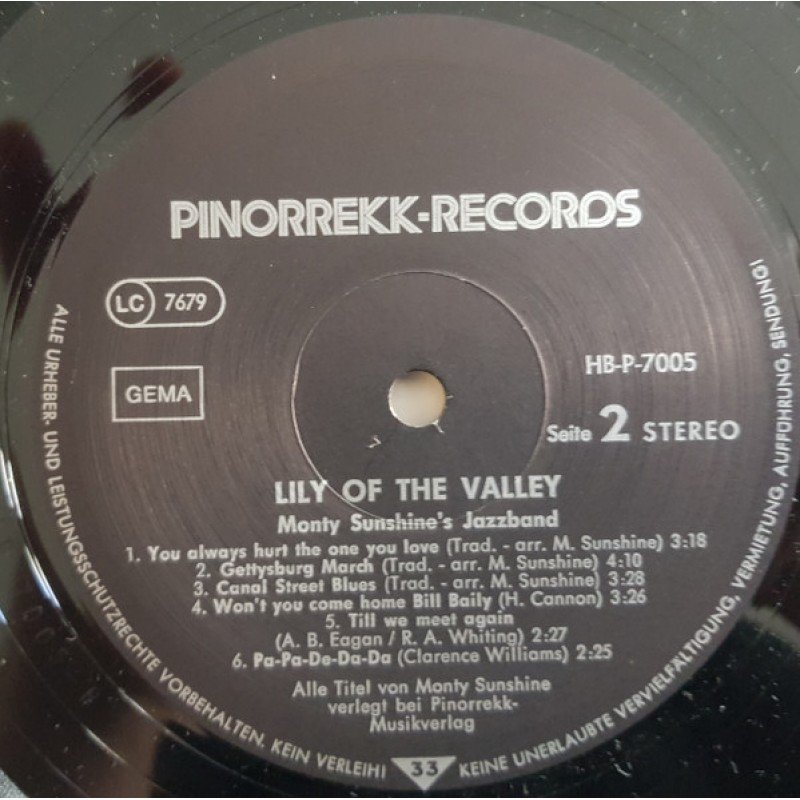 PINORREKK-RECORDS
LC 7679
GEMA
HB-P-7005
Seite 2 STEREO
LILY OF THE VALLEY
Monty Sunshine's Jazzband
1. You always hurt the one you love (Trad. - arr. M. Sunshine) 3:18
2. Gettysburg March (Trad. - arr. M. Sunshine) 4:10
3. Canal Street Blues (Trad. - arr. M. Sunshine) 3:28
4. Won't you come home Bill Baily (H. Cannon) 3:26
5. Till we meet again
(A. B. Eagan / R. A. Whiting) 2:27
6. Pa-Pa-De-Da-Da (Clarence Williams) 2:25
Alle Titel von Monty Sunshine
verlegt bei Pinorrekk-
Musikverlag
ALLE URHEBER- UND LEISTUNGSSCHUTZRECHTE VORBEHALTEN. KEIN VERLEIH! 33 KEINE UNERLAUBTE VERVIELFÄLTIGUNG, VERMIETUNG, AUFFÜHRUNG, SENDUNG!